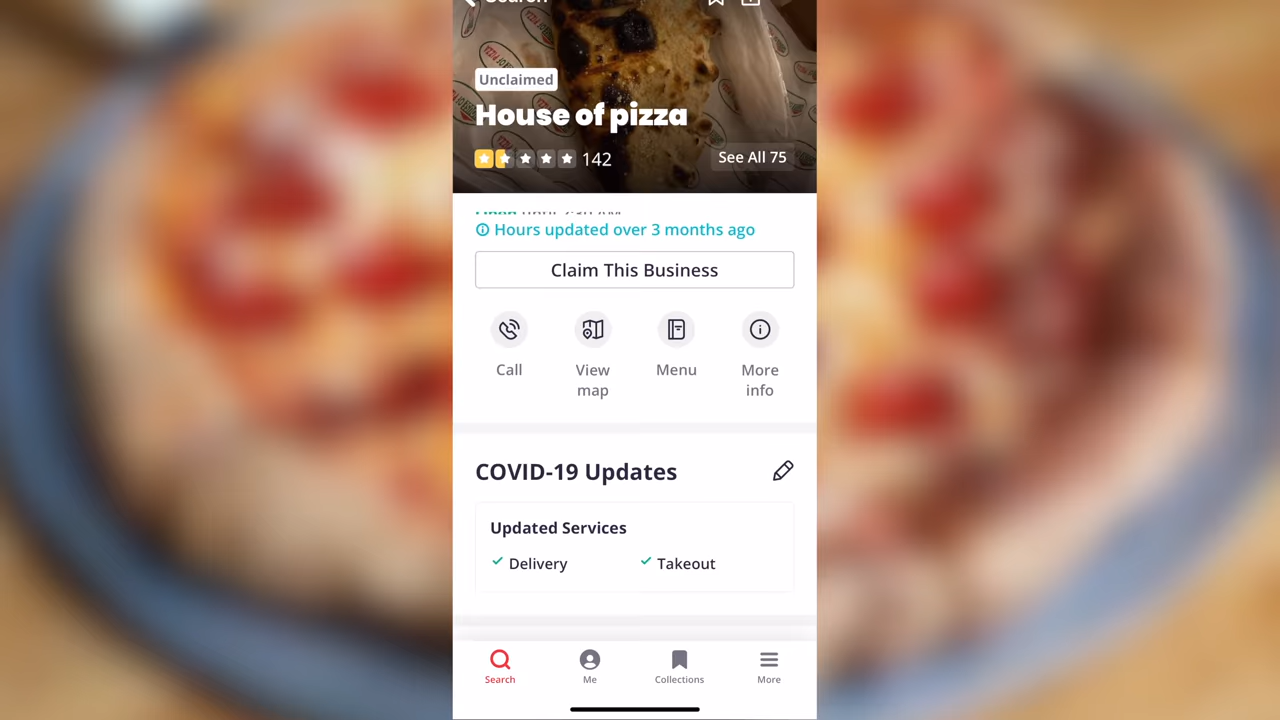 Search
Unclaimed
House of pizza
142
See All 75
Hours updated over 3 months ago
Claim This Business
Call
View
map
Menu
More
info
COVID-19 Updates
Updated Services
Delivery
Takeout
Search
Me
Collections
More